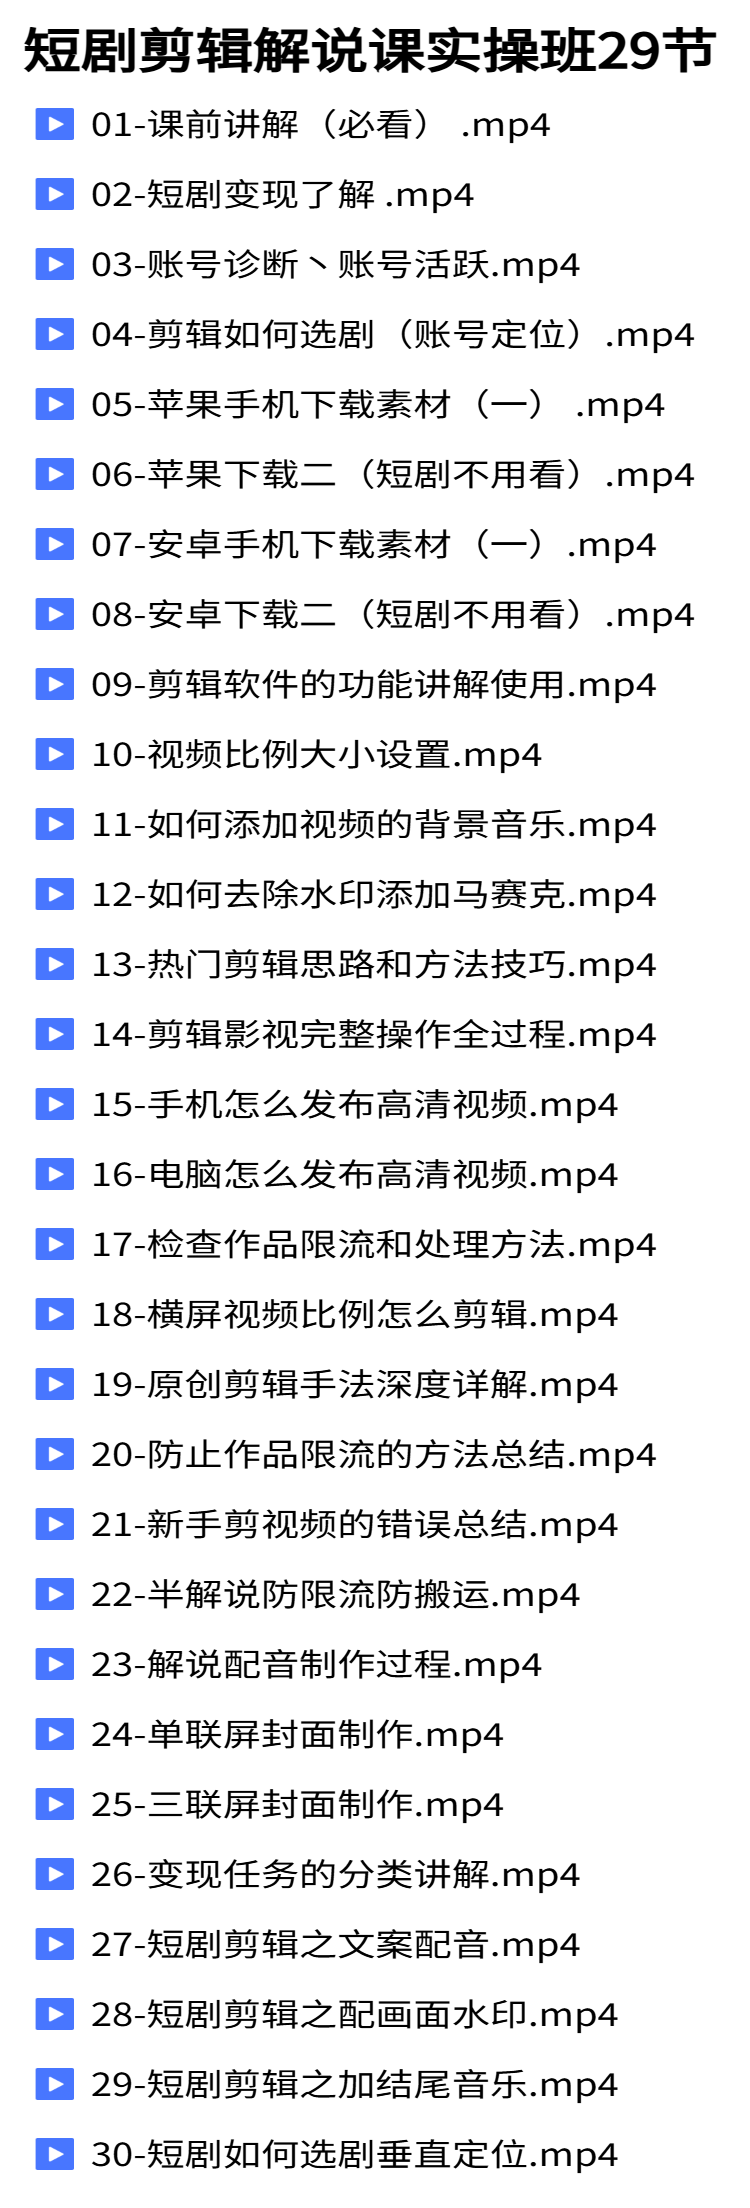 短剧剪辑解说课实操班29节
01-课前讲解（必看） .mp4
02-短剧变现了解 .mp4
03-账号诊断丶账号活跃.mp4
04-剪辑如何选剧（账号定位）.mp4
05-苹果手机下载素材（一） .mp4
06-苹果下载二（短剧不用看）.mp4
07-安卓手机下载素材（一）.mp4
08-安卓下载二（短剧不用看）.mp4
09-剪辑软件的功能讲解使用.mp4
10-视频比例大小设置.mp4
11-如何添加视频的背景音乐.mp4
12-如何去除水印添加马赛克.mp4
13-热门剪辑思路和方法技巧.mp4
14-剪辑影视完整操作全过程.mp4
15-手机怎么发布高清视频.mp4
16-电脑怎么发布高清视频.mp4
17-检查作品限流和处理方法.mp4
18-横屏视频比例怎么剪辑.mp4
19-原创剪辑手法深度详解.mp4
20-防止作品限流的方法总结.mp4
21-新手剪视频的错误总结.mp4
22-半解说防限流防搬运.mp4
23-解说配音制作过程.mp4
24-单联屏封面制作.mp4
25-三联屏封面制作.mp4
26-变现任务的分类讲解.mp4
27-短剧剪辑之文案配音.mp4
28-短剧剪辑之配画面水印.mp4
29-短剧剪辑之加结尾音乐.mp4
30-短剧如何选剧垂直定位.mp4